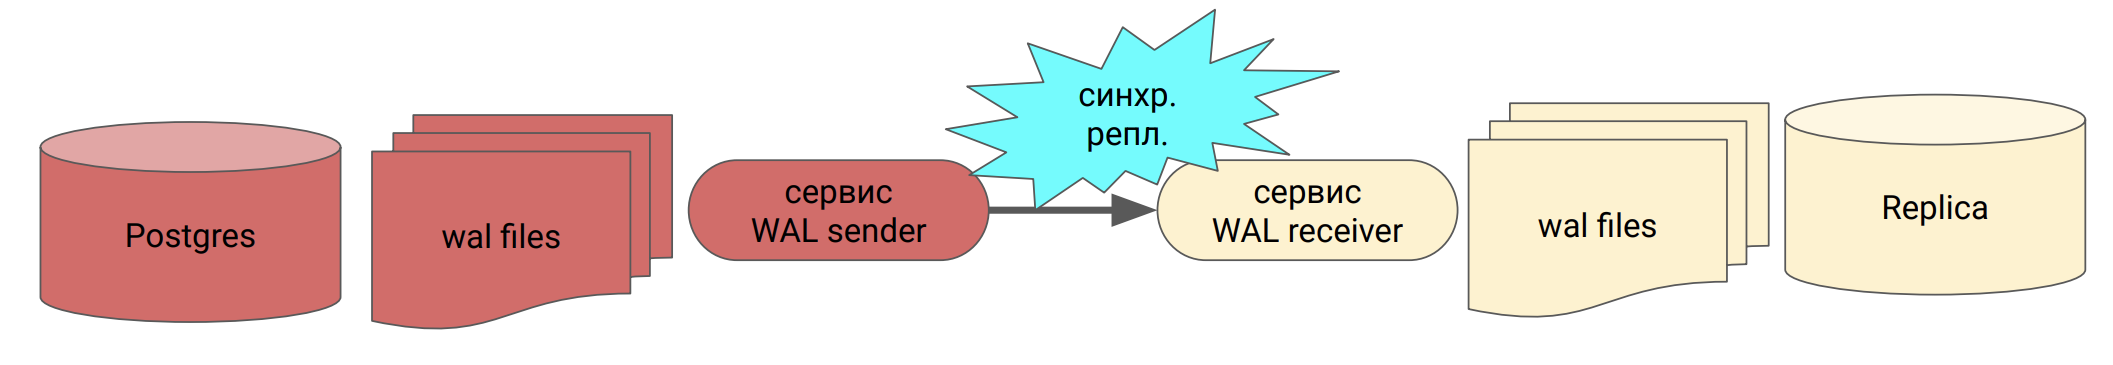 Postgres
wal files
сервис
WAL sender
синхр.
репл.
сервис
WAL receiver
wal files
Replica